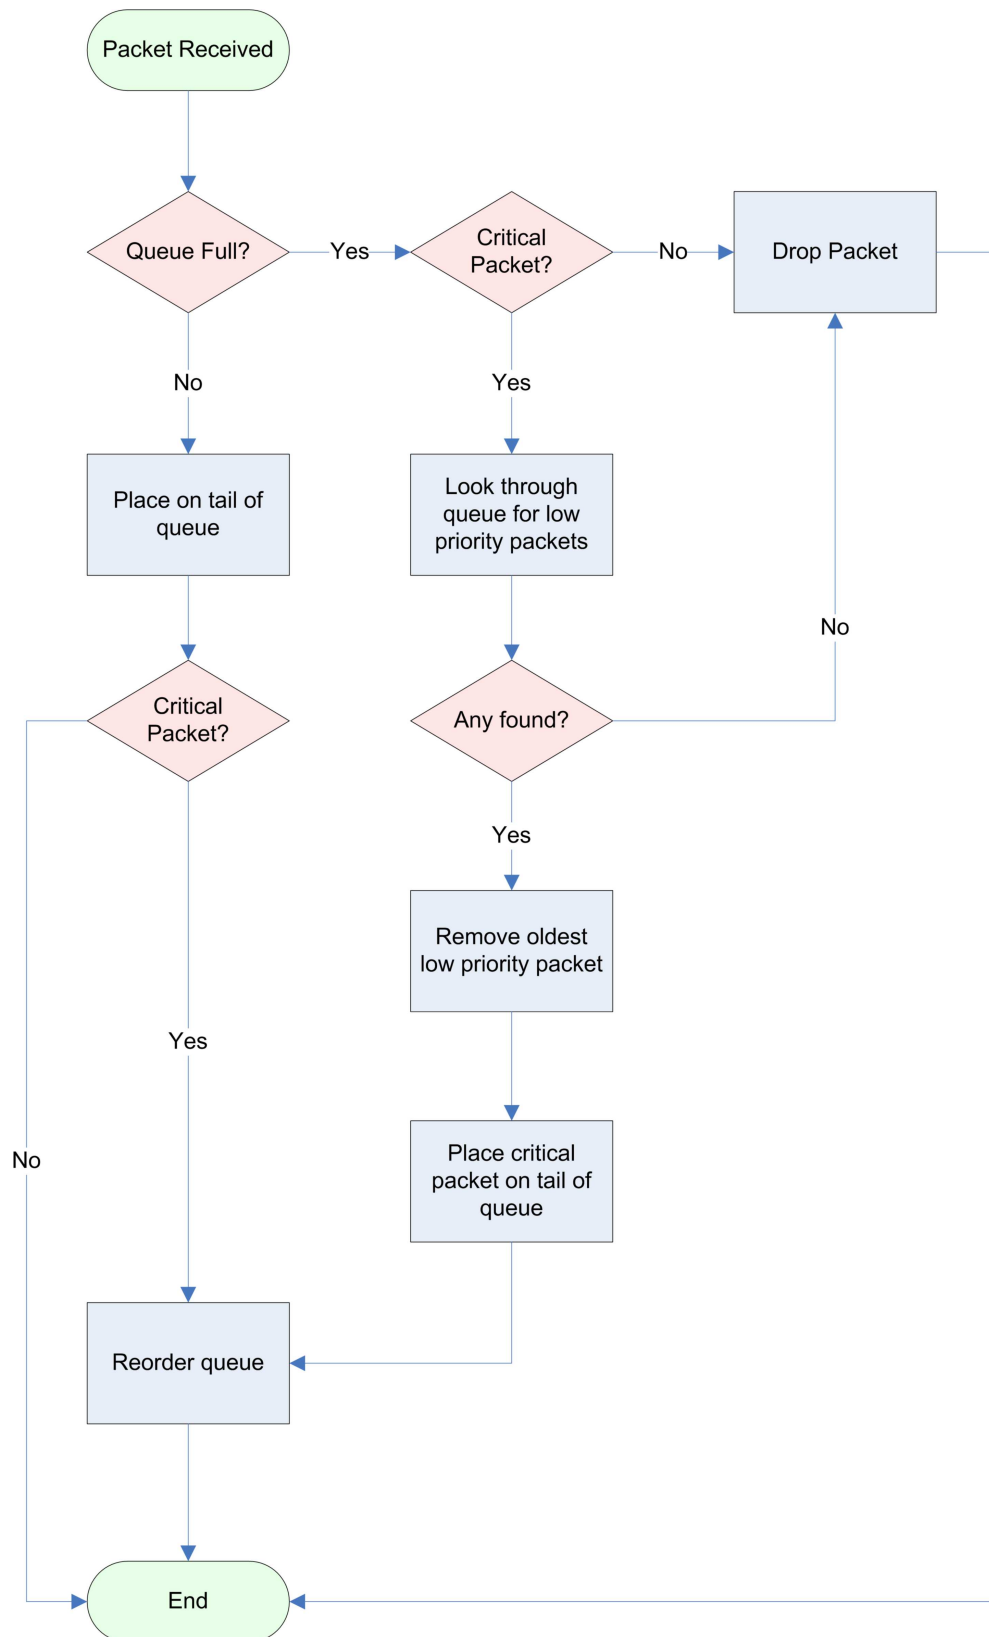 Packet Received
Queue Full?
Yes
Critical
Packet?
No
Drop Packet
No
Yes
Place on tail of
queue
Look through
queue for low
priority packets
No
Critical
Packet?
Any found?
Yes
Remove oldest
low priority packet
Yes
No
Place critical
packet on tail of
queue
Reorder queue
End